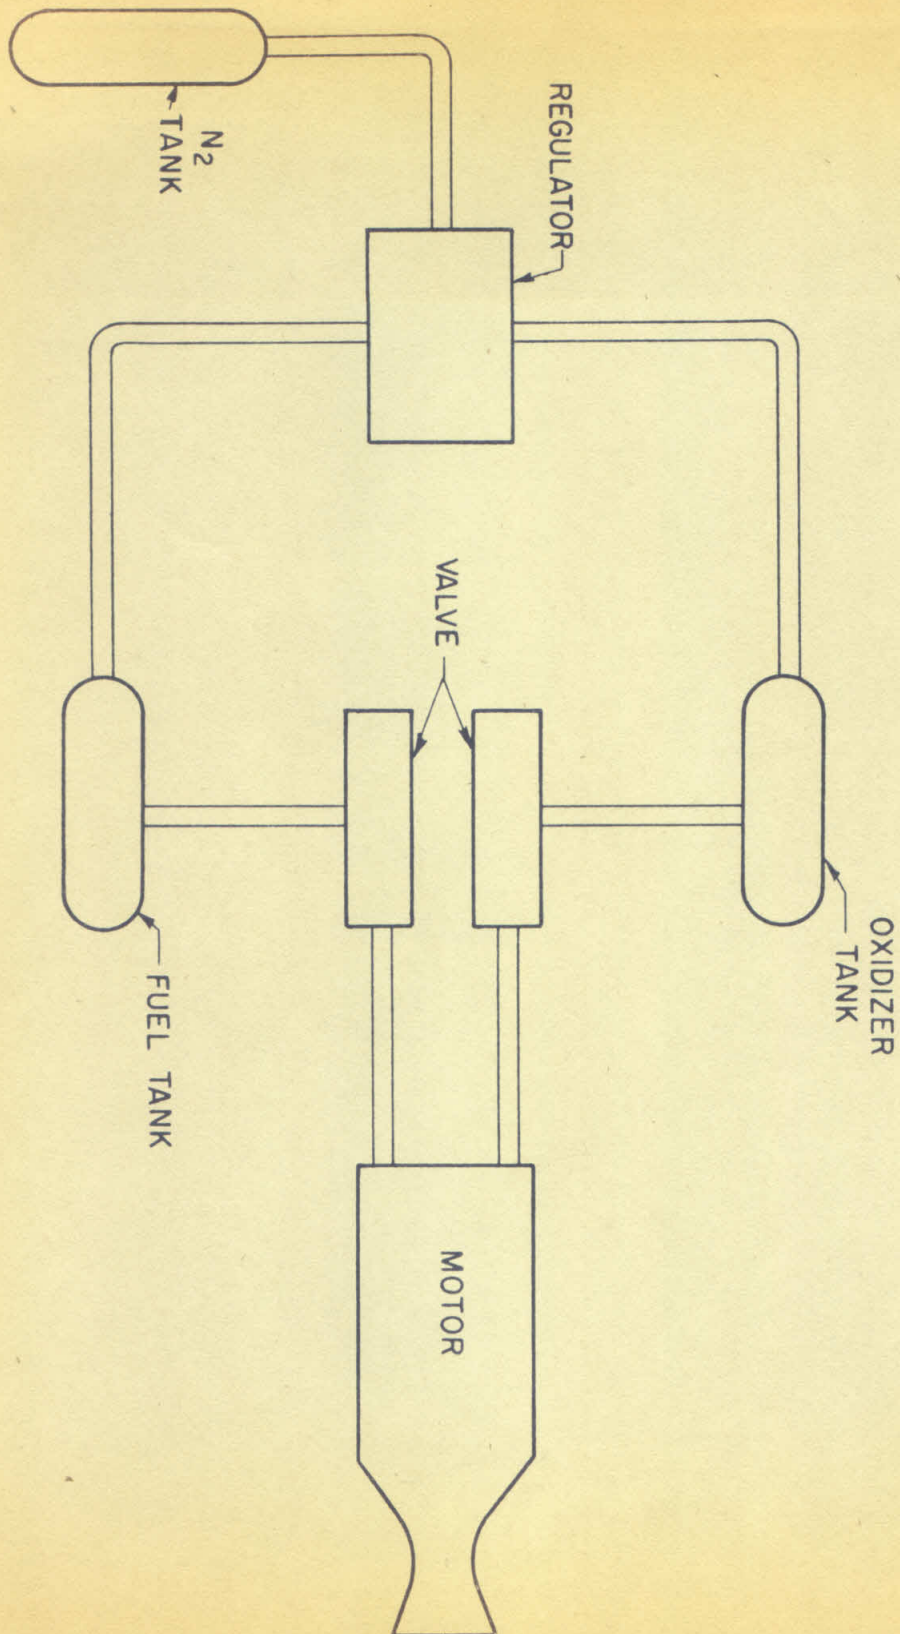 N₂
TANK
REGULATOR
VALVE
OXIDIZER
TANK
FUEL TANK
MOTOR